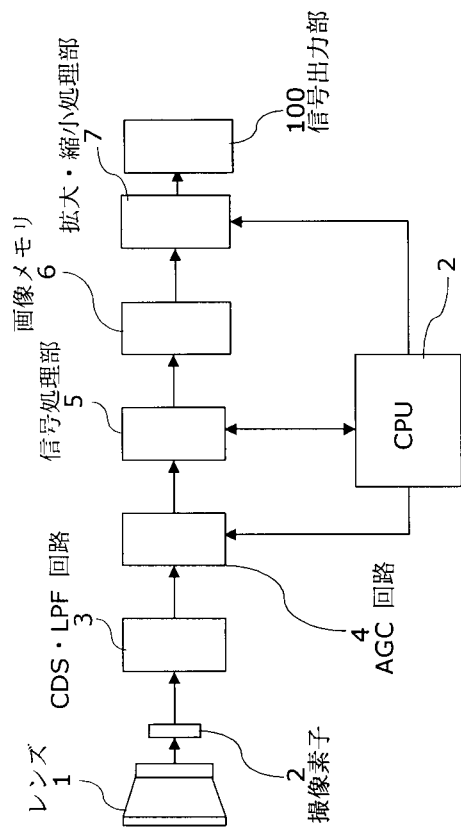 レンズ
1
2
撮像素子
CDS・LPF 回路
3
4
AGC 回路
信号処理部
5
画像メモリ
6
拡大・縮小処理部
7
100
信号出力部
CPU
2